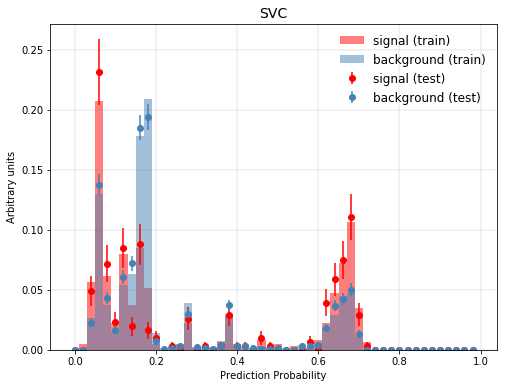 SVC
signal (train)
background (train)
signal (test)
background (test)
0.25
0.20
0.15
0.10
0.05
0.00
Arbitrary units
0.0 0.2 0.4 0.6 0.8 1.0
Prediction Probability